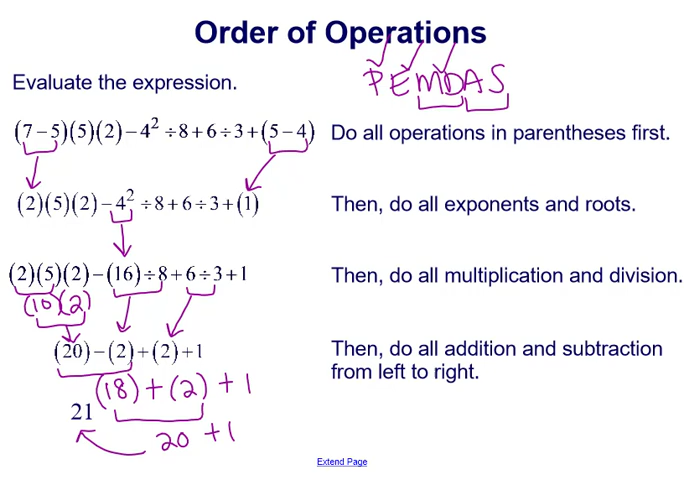 Order of Operations
Evaluate the expression.
PEMDAS
(7 − 5)(5)(2) − 4² ÷ 8 + 6 ÷ 3 + (5 − 4)
Do all operations in parentheses first.
(2)(5)(2) − 4² ÷ 8 + 6 ÷ 3 + (1)
Then, do all exponents and roots.
(2)(5)(2) − (16) ÷ 8 + 6 ÷ 3 + 1
Then, do all multiplication and division.
(10)(2)
(20) − (2) + (2) + 1
Then, do all addition and subtraction
from left to right.
(18) + (2) + 1
21
20 + 1
Extend Page